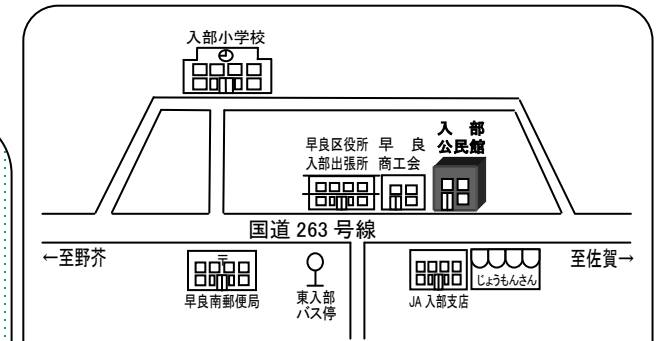 入部小学校
早良区役所
入部出張所
早 良
商工会
入 部
公民館
国道 263 号線
←至野芥
至佐賀→
〒
早良南郵便局
東入部
バス停
JA 入部支店
じょうもんさん